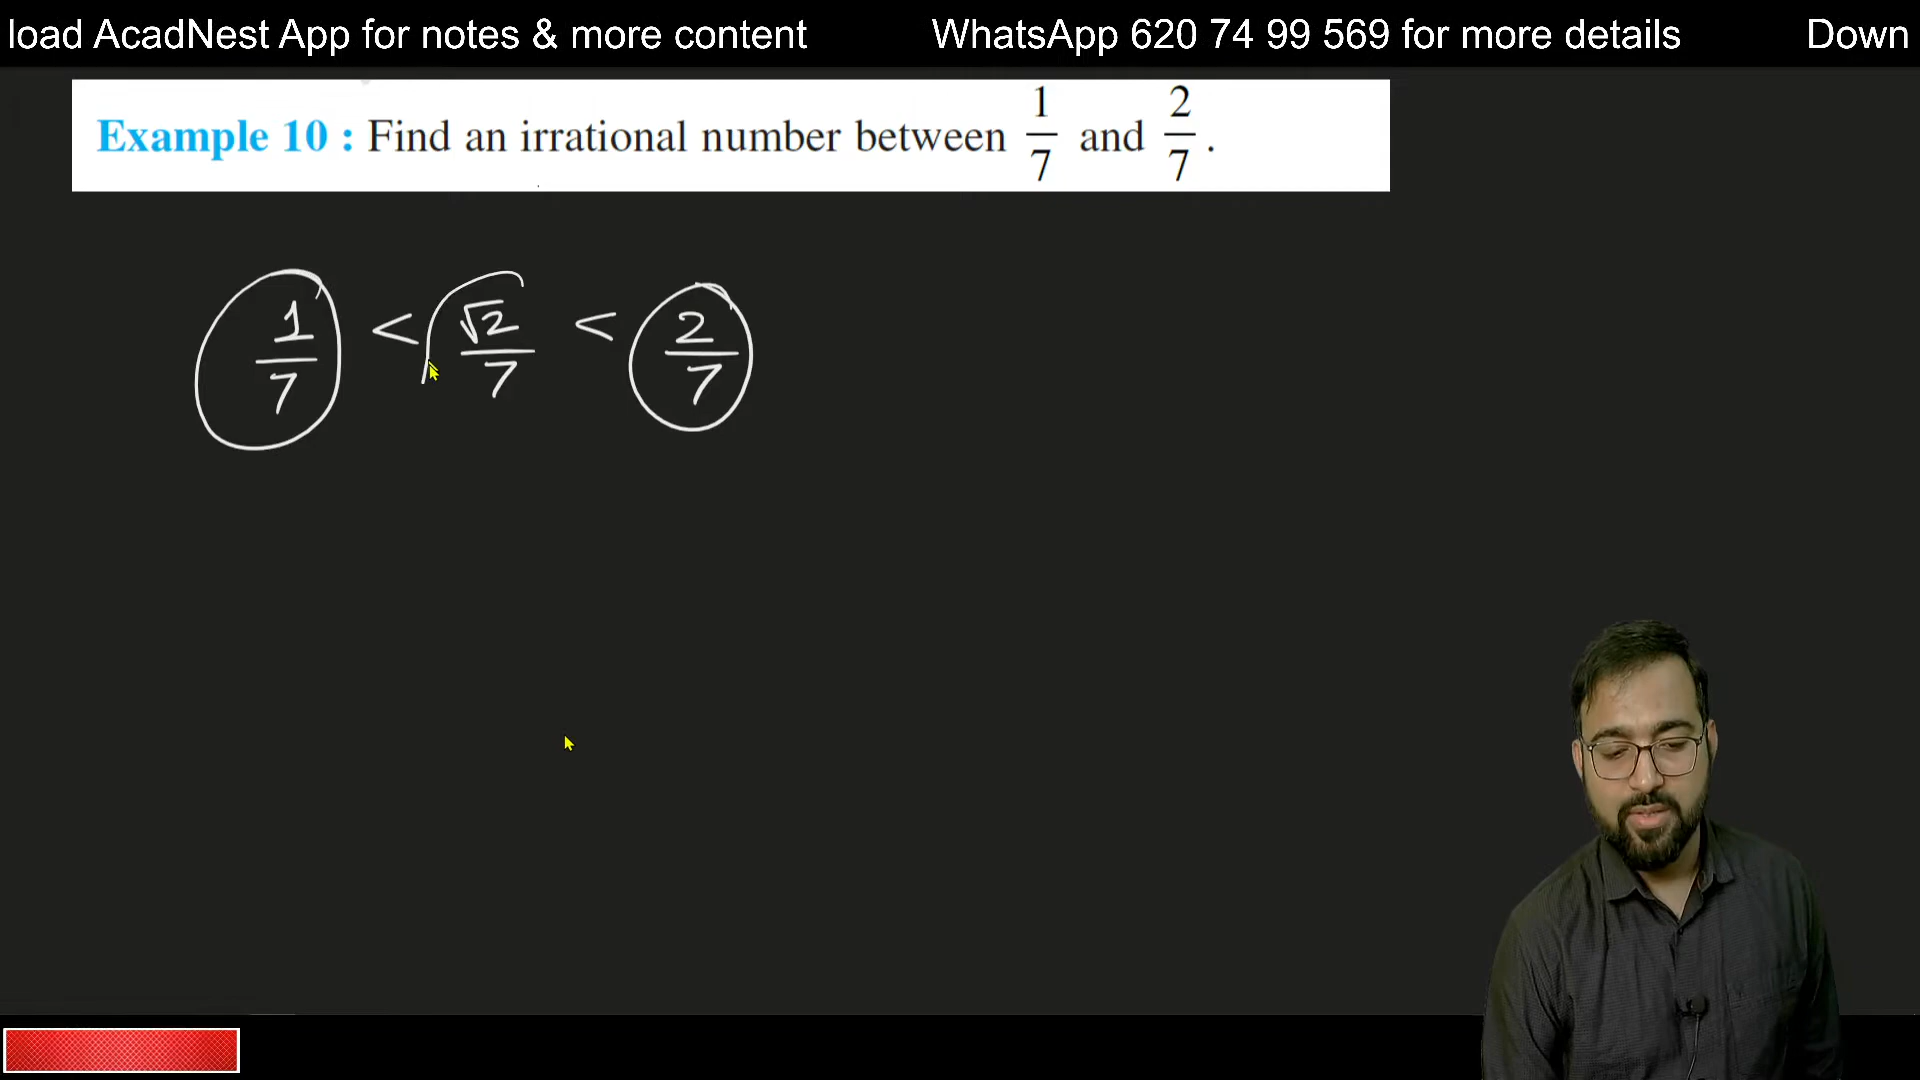 load AcadNest App for notes & more content WhatsApp 620 74 99 569 for more details Down
Example 10 : Find an irrational number between 1/7 and 2/7 .
1/7 < √2/7 < 2/7